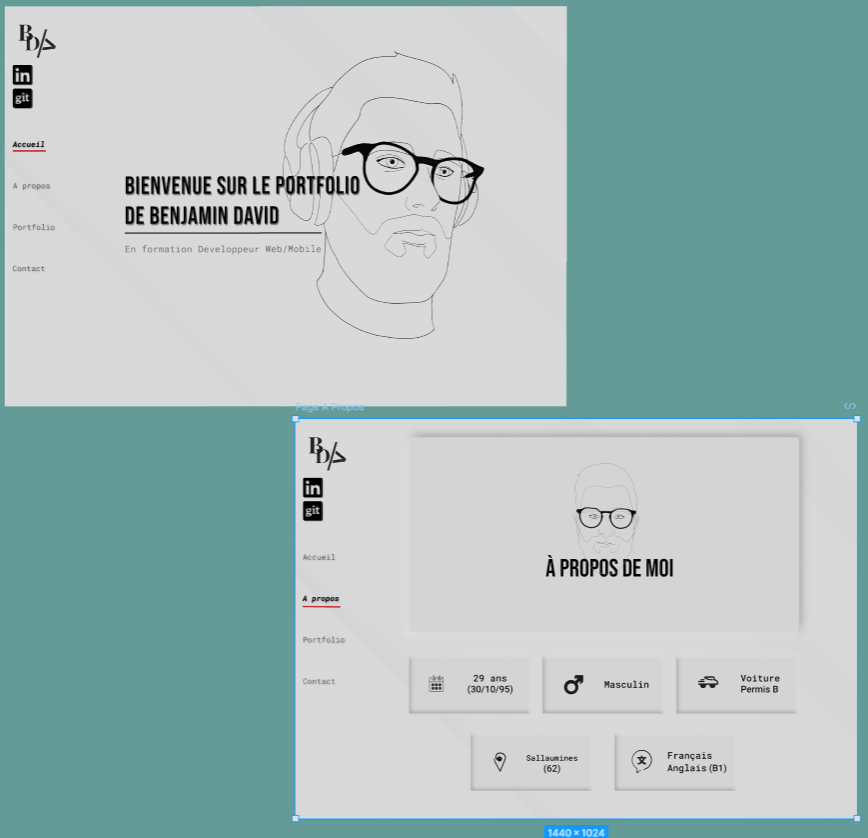 BD/>
in
git
Accueil
A propos
Portfolio
Contact
BIENVENUE SUR LE PORTFOLIO
DE BENJAMIN DAVID
En formation Développeur Web/Mobile
Page A Propos
</>
BD/>
in
git
Accueil
A propos
Portfolio
Contact
À PROPOS DE MOI
29 ans
(30/10/95)
Masculin
Voiture
Permis B
Sallaumines
(62)
Français
Anglais (B1)
1440 × 1024